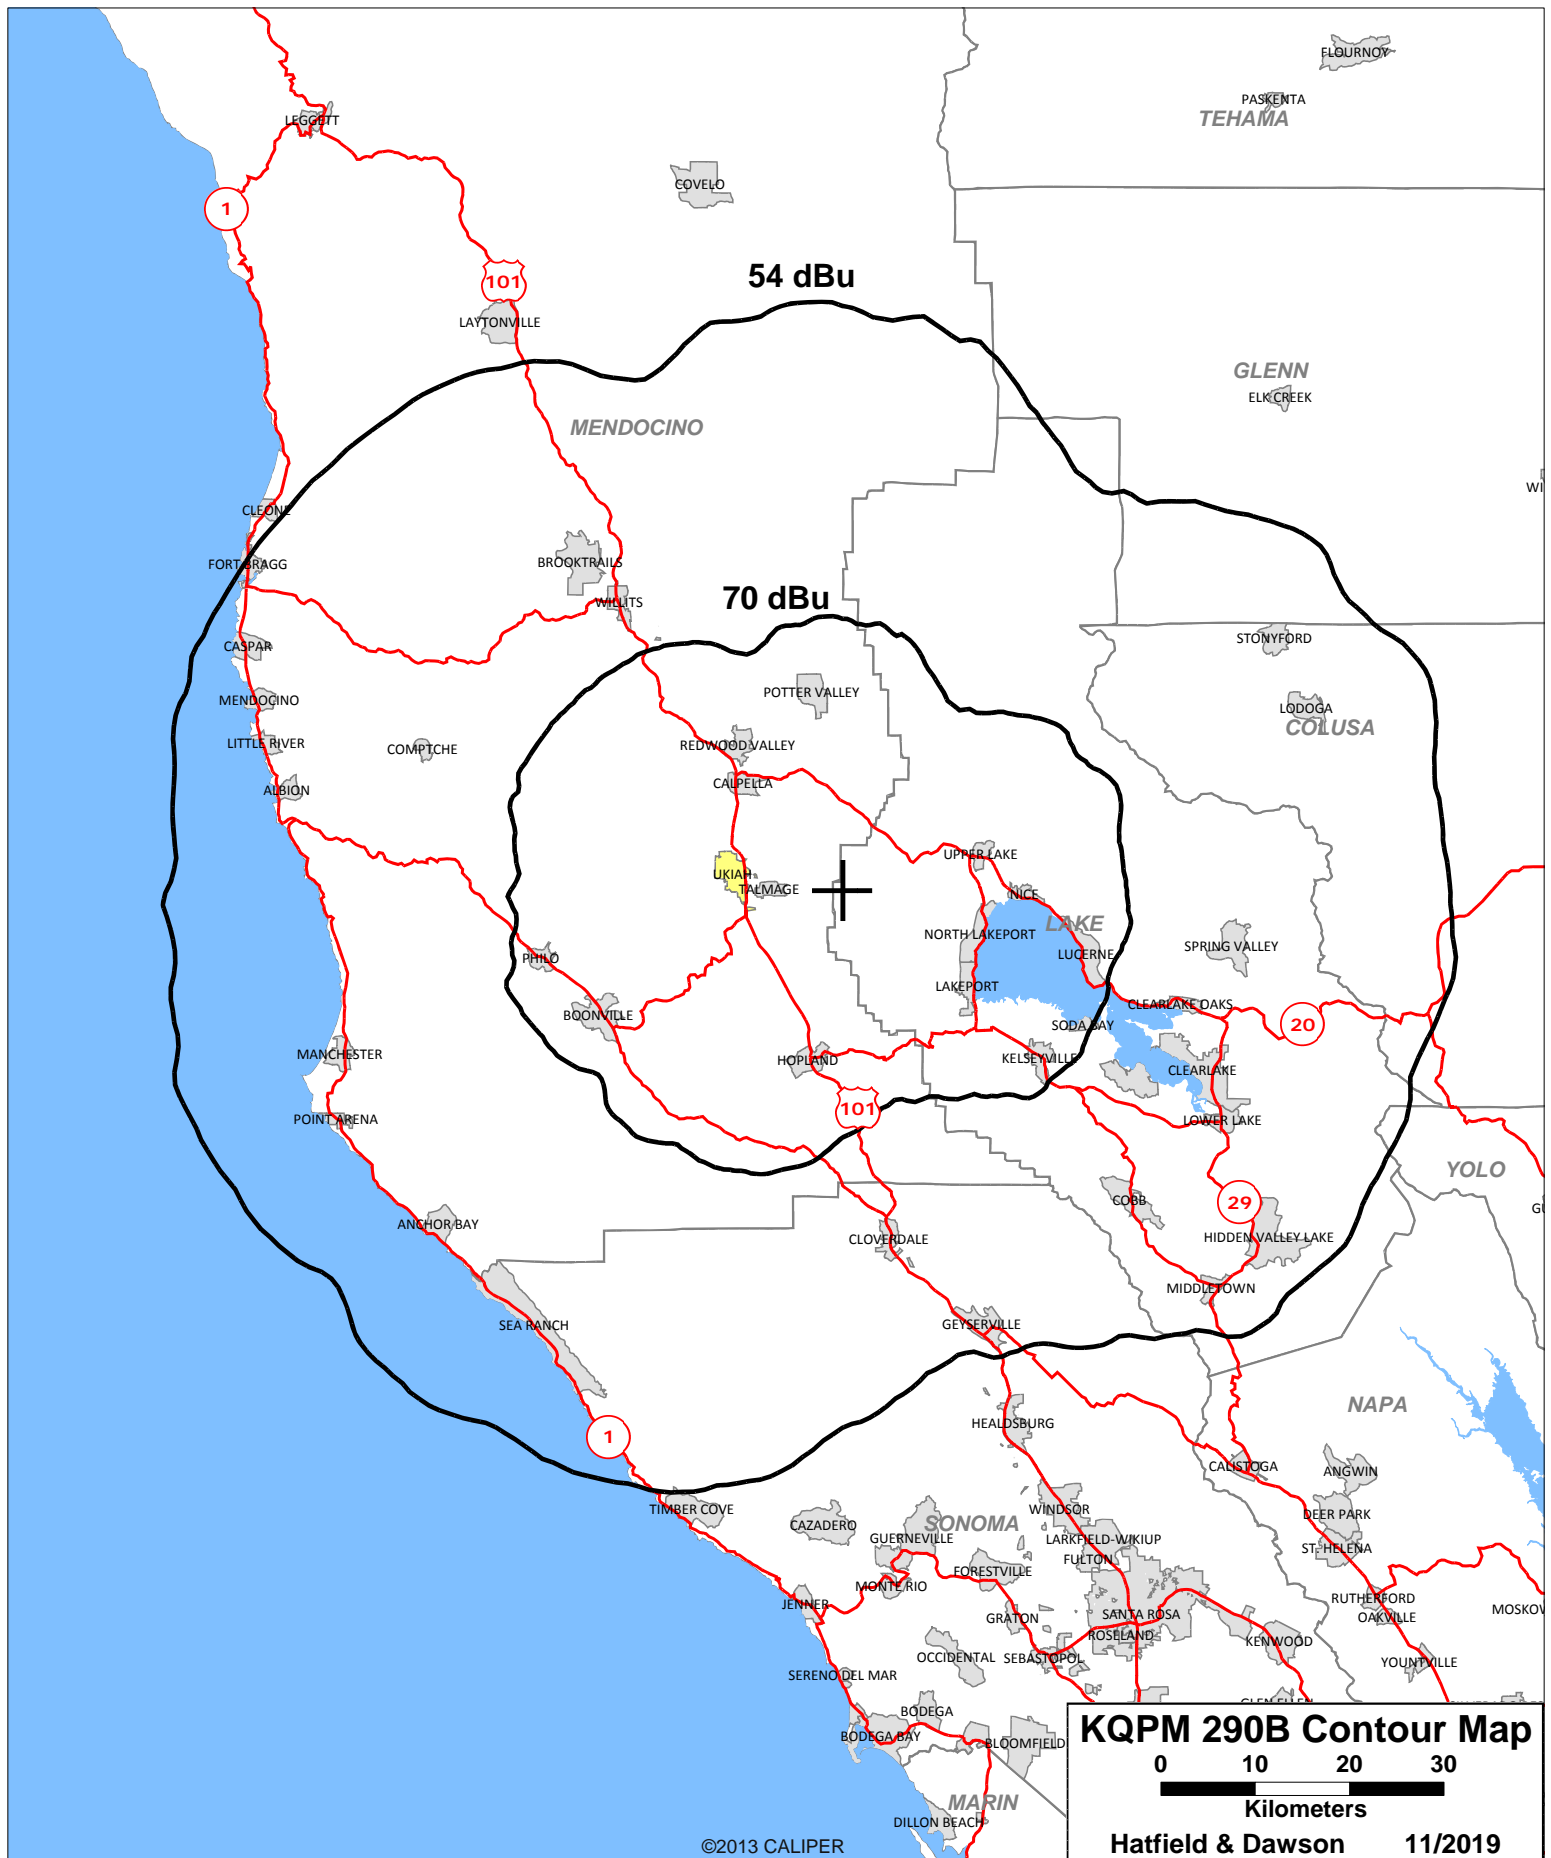 FLOURNOY
PASKENTA
TEHAMA
LEGGETT
COVELO
1
54 dBu
101
LAYTONVILLE
GLENN
ELK CREEK
MENDOCINO
WI
CLEONE
FORT BRAGG
BROOKTRAILS
WILLITS
70 dBu
CASPAR
STONYFORD
MENDOCINO
POTTER VALLEY
LODOGA
COLUSA
LITTLE RIVER
COMPTCHE
REDWOOD VALLEY
ALBION
CALPELLA
UPPER LAKE
UKIAH
TALMAGE
NICE
LAKE
NORTH LAKEPORT
SPRING VALLEY
LUCERNE
PHILO
LAKEPORT
CLEARLAKE OAKS
BOONVILLE
SODA BAY
20
MANCHESTER
HOPLAND
KELSEYVILLE
CLEARLAKE
101
POINT ARENA
LOWER LAKE
YOLO
COBB
29
GU
ANCHOR BAY
CLOVERDALE
HIDDEN VALLEY LAKE
MIDDLETOWN
SEA RANCH
GEYSERVILLE
NAPA
HEALDSBURG
1
CALISTOGA
ANGWIN
TIMBER COVE
WINDSOR
DEER PARK
CAZADERO
SONOMA
GUERNEVILLE
LARKFIELD-WIKIUP
ST. HELENA
FULTON
FORESTVILLE
MONTE RIO
RUTHERFORD
JENNER
MOSKOW
GRATON
SANTA ROSA
OAKVILLE
ROSELAND
KENWOOD
OCCIDENTAL
SEBASTOPOL
YOUNTVILLE
SERENO DEL MAR
GLEN ELLEN
BODEGA
BODEGA BAY
BLOOMFIELD
KQPM 290B Contour Map
0 10 20 30
Kilometers
MARIN
DILLON BEACH
©2013 CALIPER
Hatfield & Dawson 11/2019